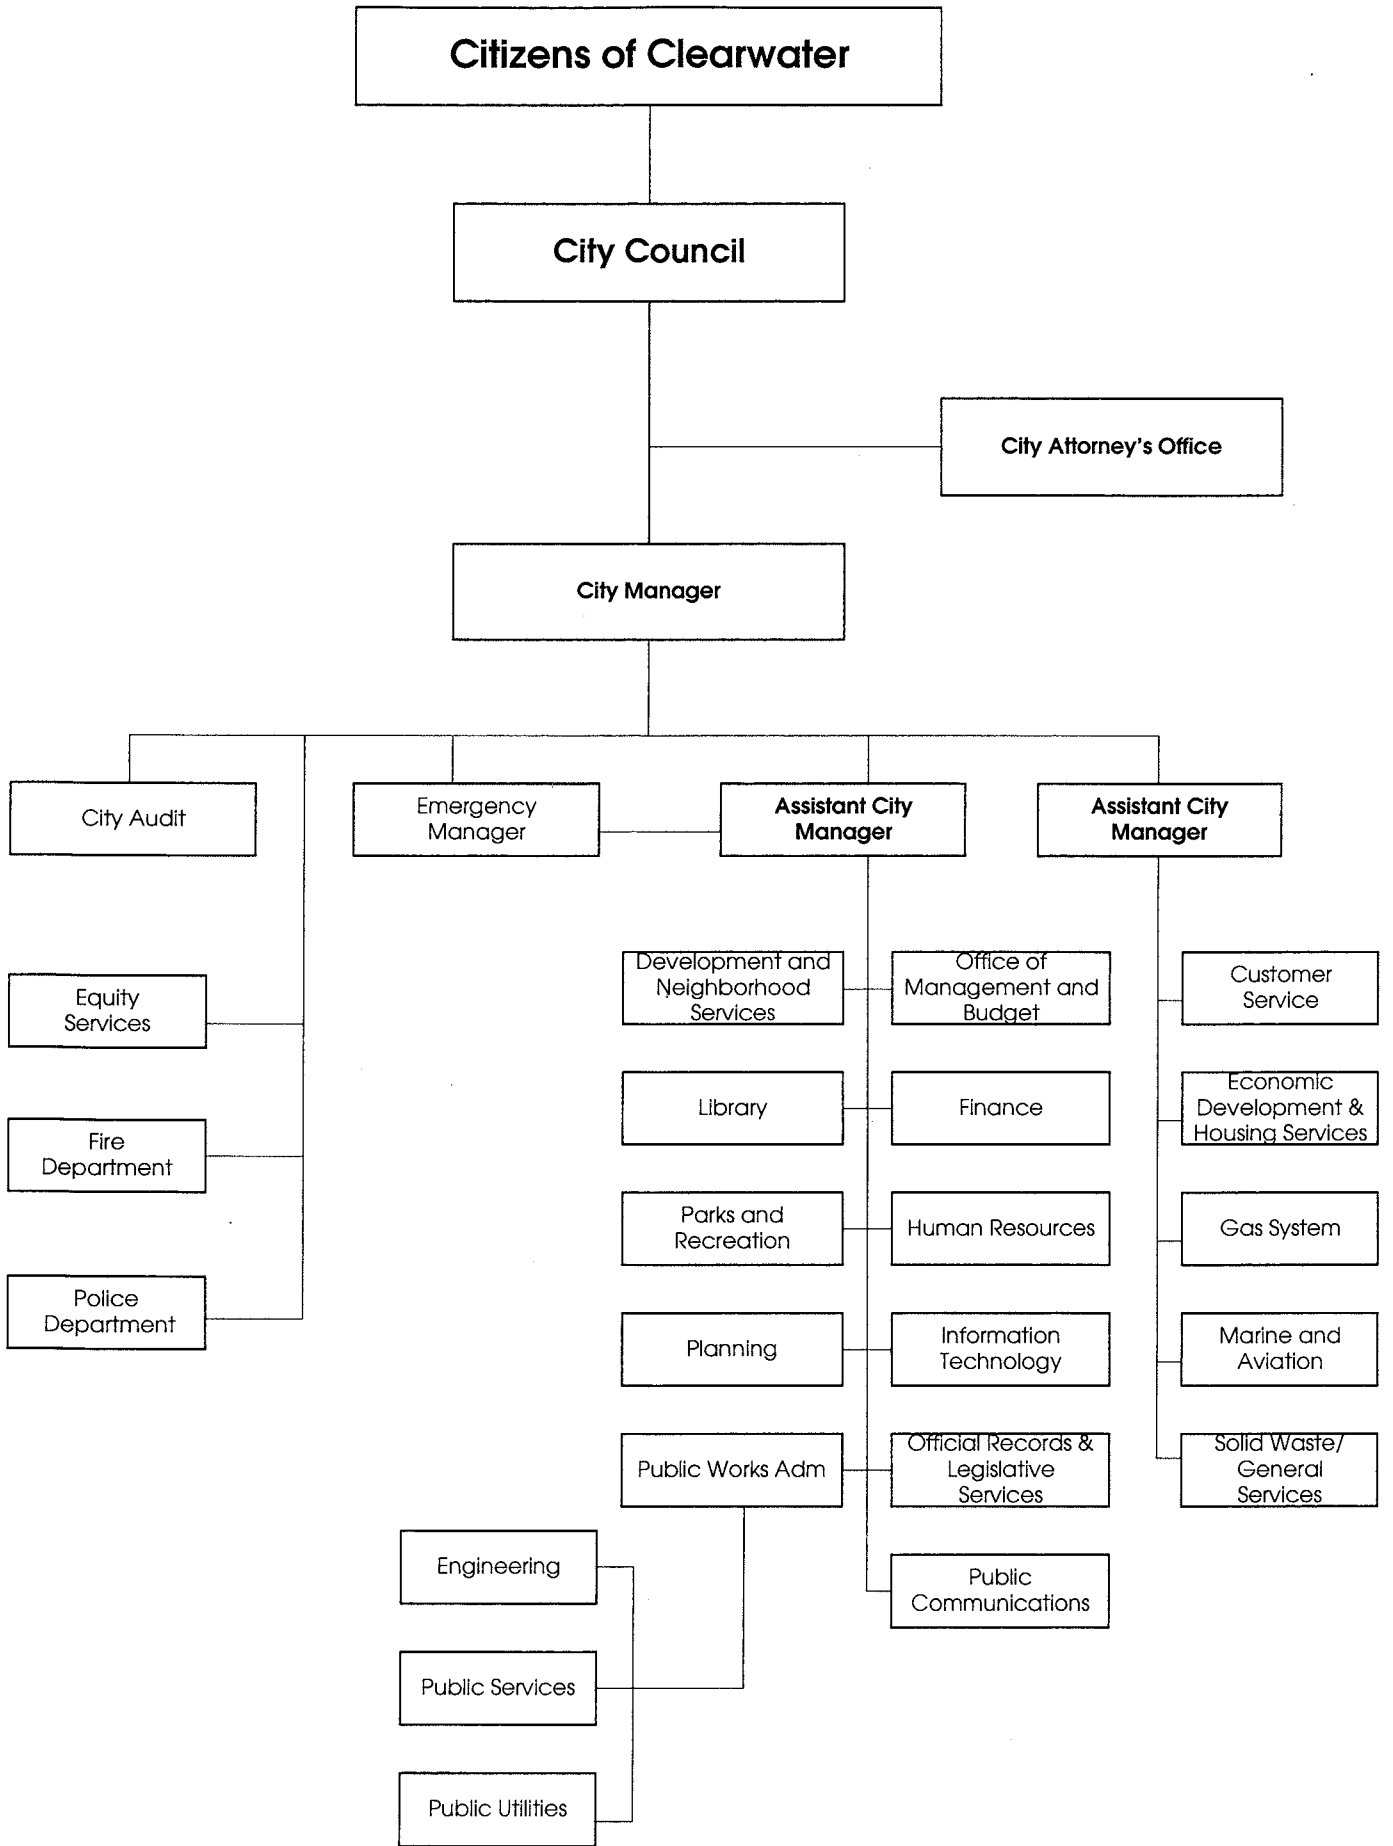 Citizens of Clearwater
City Council
City Attorney's Office
City Manager
City Audit
Emergency
Manager
Assistant City
Manager
Assistant City
Manager
Equity
Services
Fire
Department
Police
Department
Development and
Neighborhood
Services
Office of
Management and
Budget
Customer
Service
Library
Finance
Economic
Development &
Housing Services
Parks and
Recreation
Human Resources
Gas System
Planning
Information
Technology
Marine and
Aviation
Public Works Adm
Official Records &
Legislative
Services
Solid Waste/
General
Services
Engineering
Public
Communications
Public Services
Public Utilities